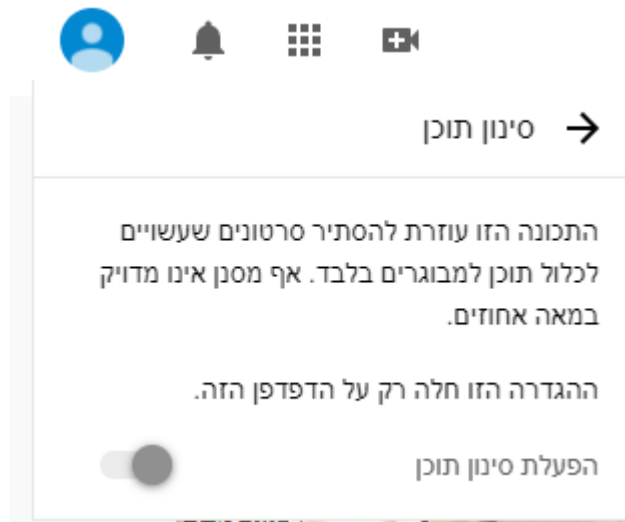 סינון תוכן
התכונה הזו עוזרת להסתיר סרטונים שעשויים
לכלול תוכן למבוגרים בלבד. אף מסנן אינו מדויק
במאה אחוזים.
ההגדרה הזו חלה רק על הדפדפן הזה.
הפעלת סינון תוכן